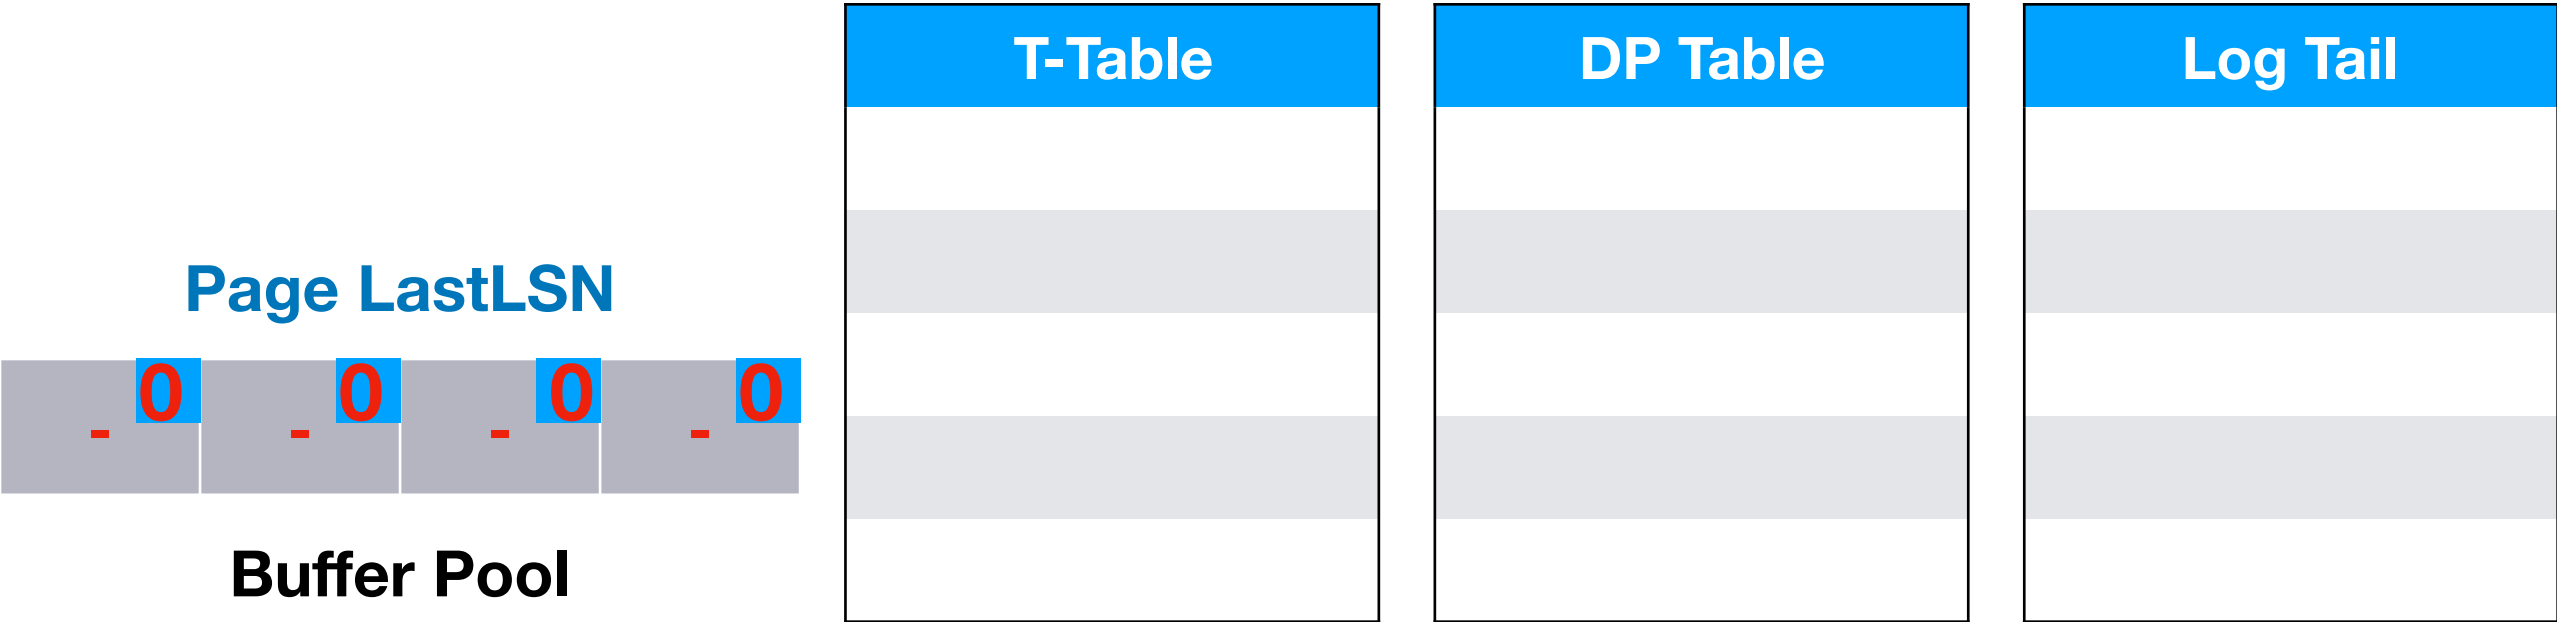 T-Table DP Table Log Tail
Page LastLSN
0 0 0 0
- - - -
Buffer Pool